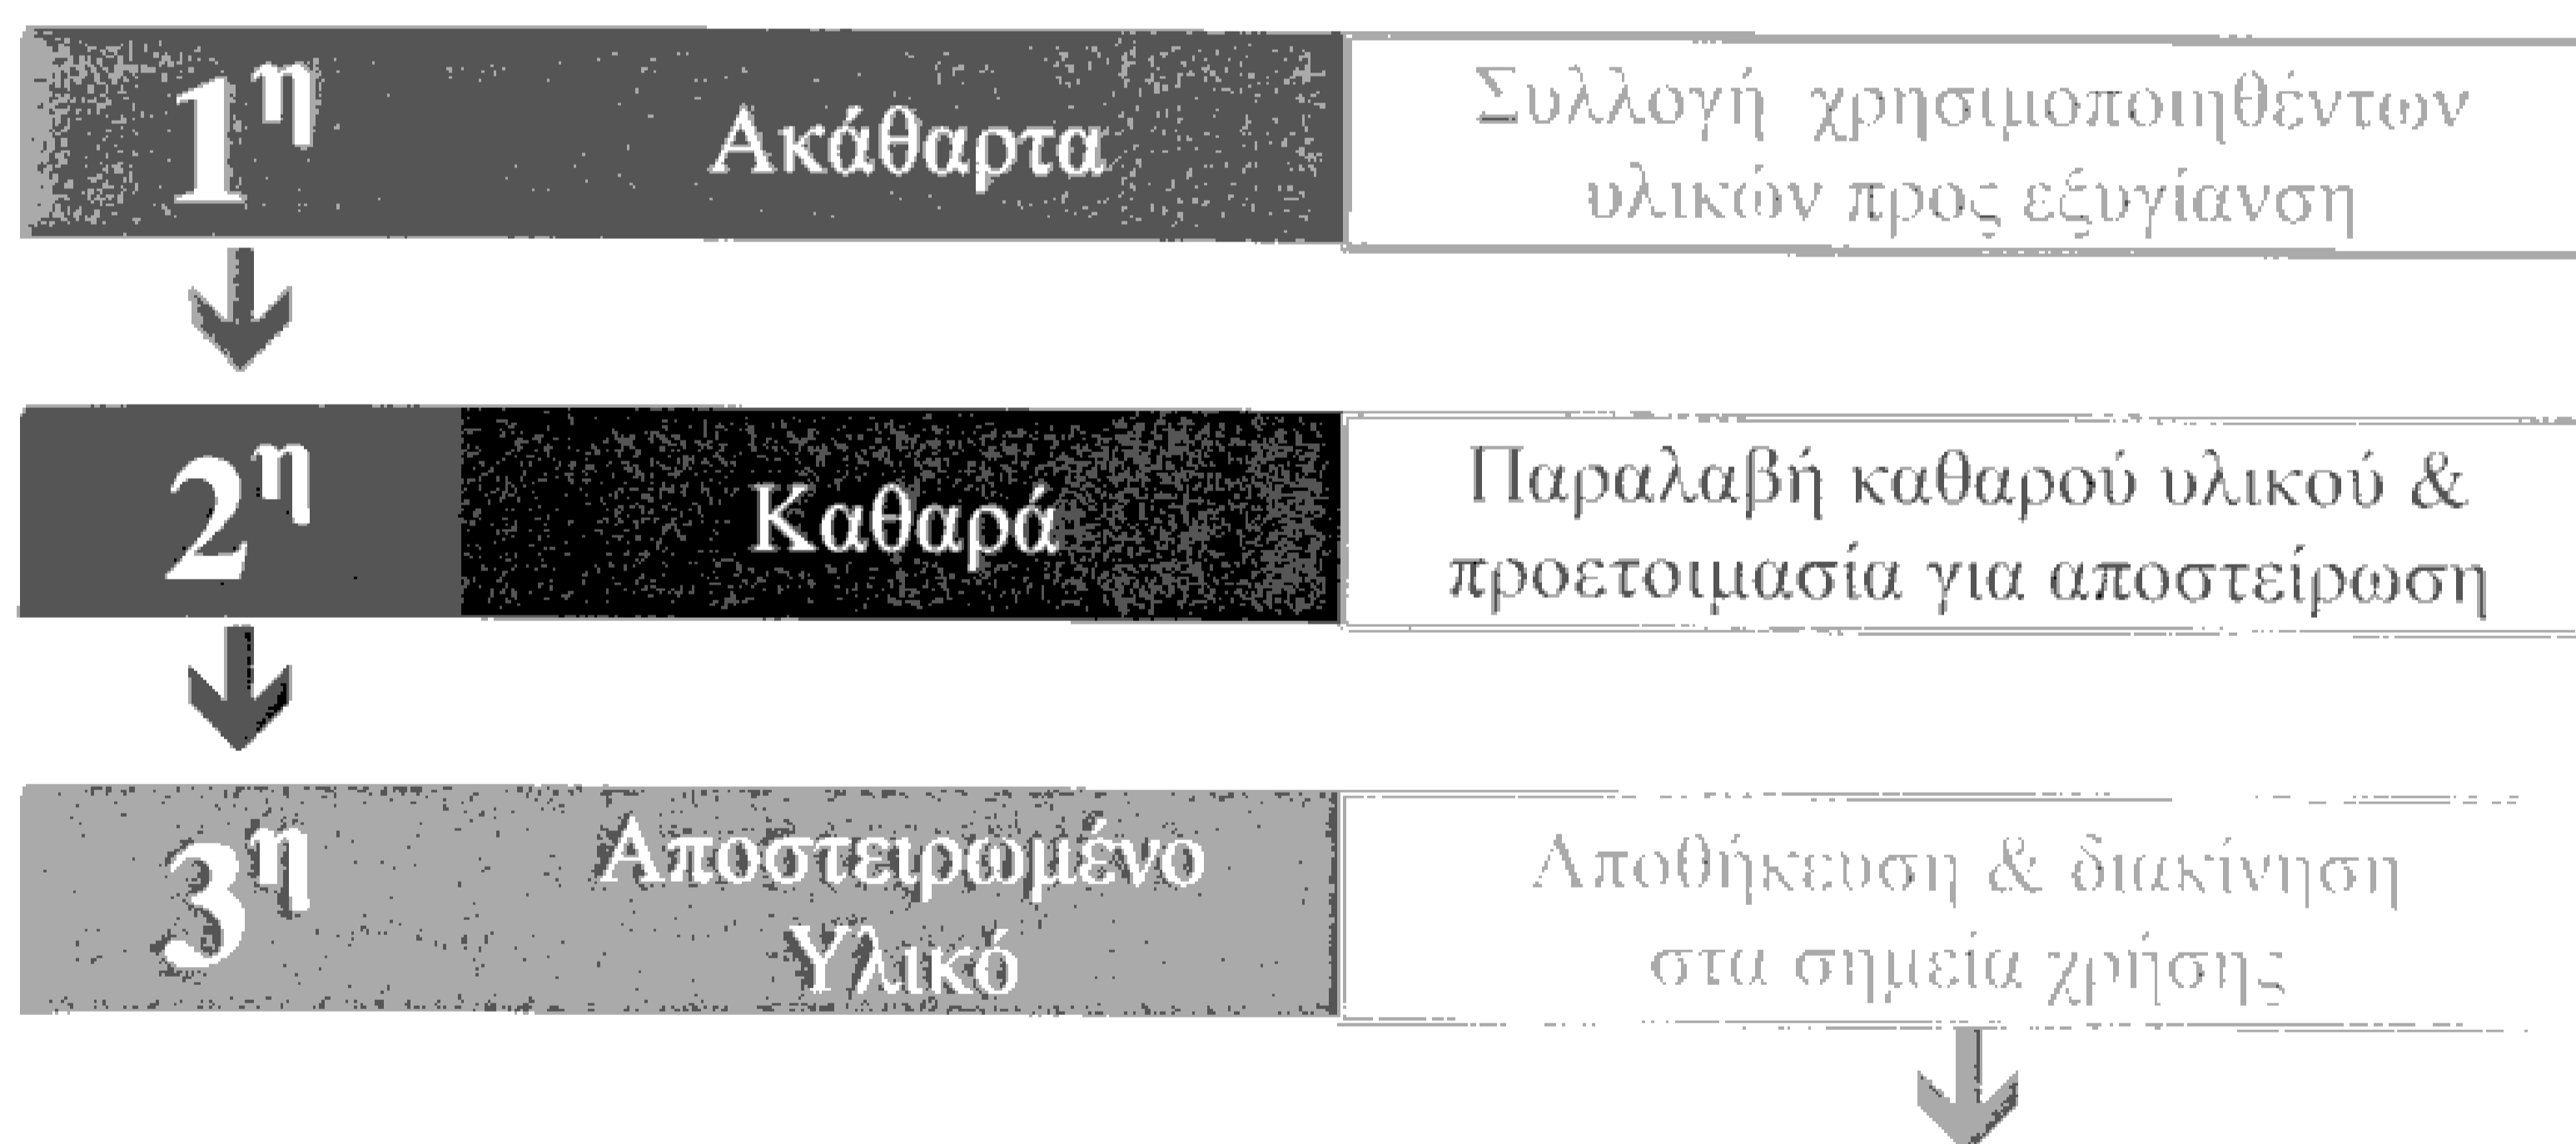 1η
Ακάθαρτα
Συλλογή χρησιμοποιηθέντων
υλικών προς εξυγίανση
2η
Καθαρά
Παραλαβή καθαρού υλικού &
προετοιμασία για αποστείρωση
3η
Αποστειρωμένο
Υλικό
Αποθήκευση & διακίνηση
στα σημεία χρήσης